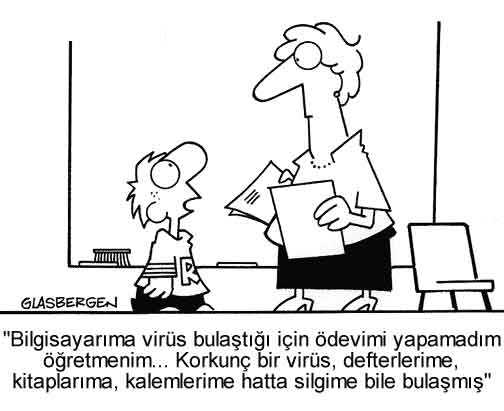 GLASBERGEN
"Bilgisayarıma virüs bulaştığı için ödevimi yapamadım
öğretmenim... Korkunç bir virüs, defterlerime,
kitaplarıma, kalemlerime hatta silgime bile bulaşmış"